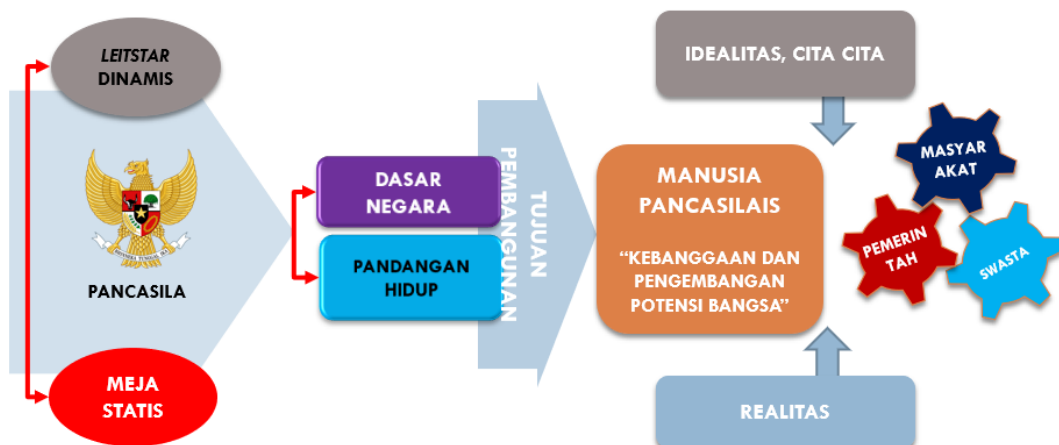 LEITSTAR
DINAMIS
PANCASILA
MEJA
STATIS
DASAR
NEGARA
PANDANGAN
HIDUP
TUJUAN
PEMBANGUNAN
IDEALITAS, CITA CITA
MANUSIA
PANCASILAIS
“KEBANGGAAN DAN
PENGEMBANGAN
POTENSI BANGSA”
REALITAS
MASYAR
AKAT
PEMERIN
TAH
SWASTA